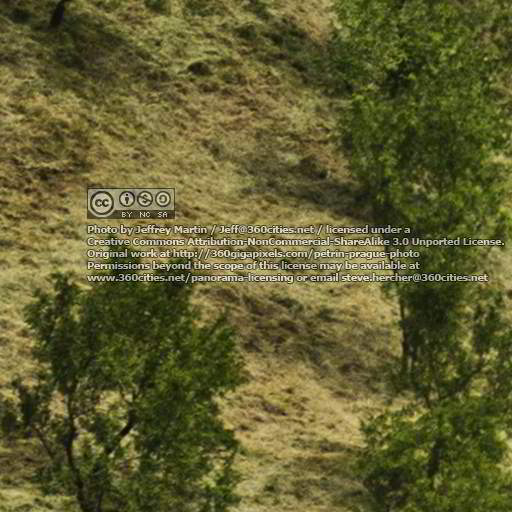 cc BY NC SA
Photo by Jeffrey Martin / Jeff@360cities.net / licensed under a
Creative Commons Attribution-NonCommercial-ShareAlike 3.0 Unported License.
Original work at http://360gigapixels.com/petrin-prague-photo
Permissions beyond the scope of this license may be available at
www.360cities.net/panorama-licensing or email steve.hercher@360cities.net